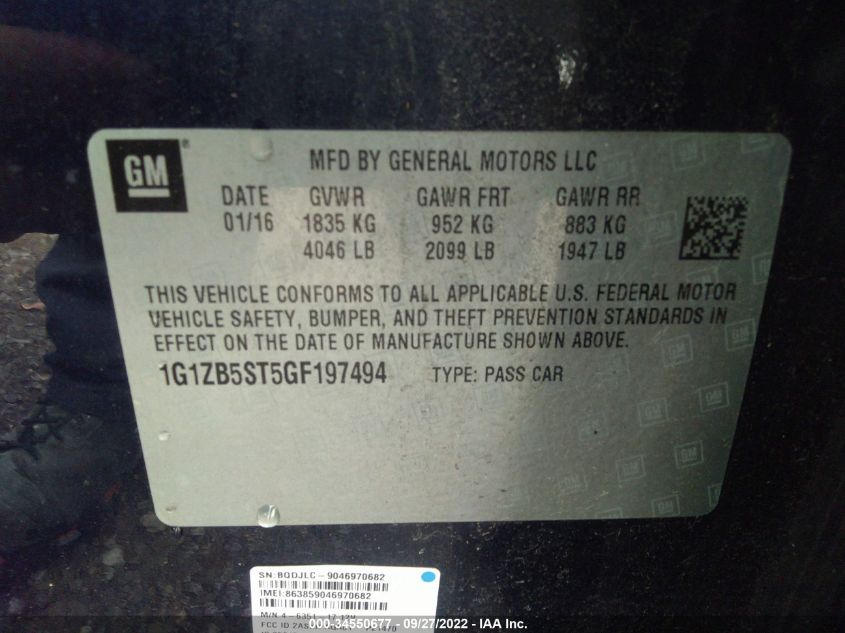 GM
MFD BY GENERAL MOTORS LLC
DATE GVWR GAWR FRT GAWR RR
01/16 1835 KG 952 KG 883 KG
4046 LB 2099 LB 1947 LB
THIS VEHICLE CONFORMS TO ALL APPLICABLE U.S. FEDERAL MOTOR
VEHICLE SAFETY, BUMPER, AND THEFT PREVENTION STANDARDS IN
EFFECT ON THE DATE OF MANUFACTURE SHOWN ABOVE.
1G1ZB5ST5GF197494 TYPE: PASS CAR
SN:BQDJLC-9046970682
IMEI:863859046970682
M/N
FCC ID
000-34550677 - 09/27/2022 - IAA Inc.